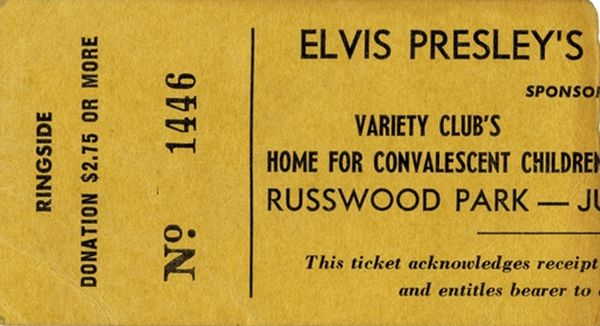 RINGSIDE
DONATION $2.75 OR MORE
No. 1446
ELVIS PRESLEY'S
VARIETY CLUB'S
HOME FOR CONVALESCENT CHILDREN
RUSSWOOD PARK —
This ticket acknowledges receipt
and entitles bearer to